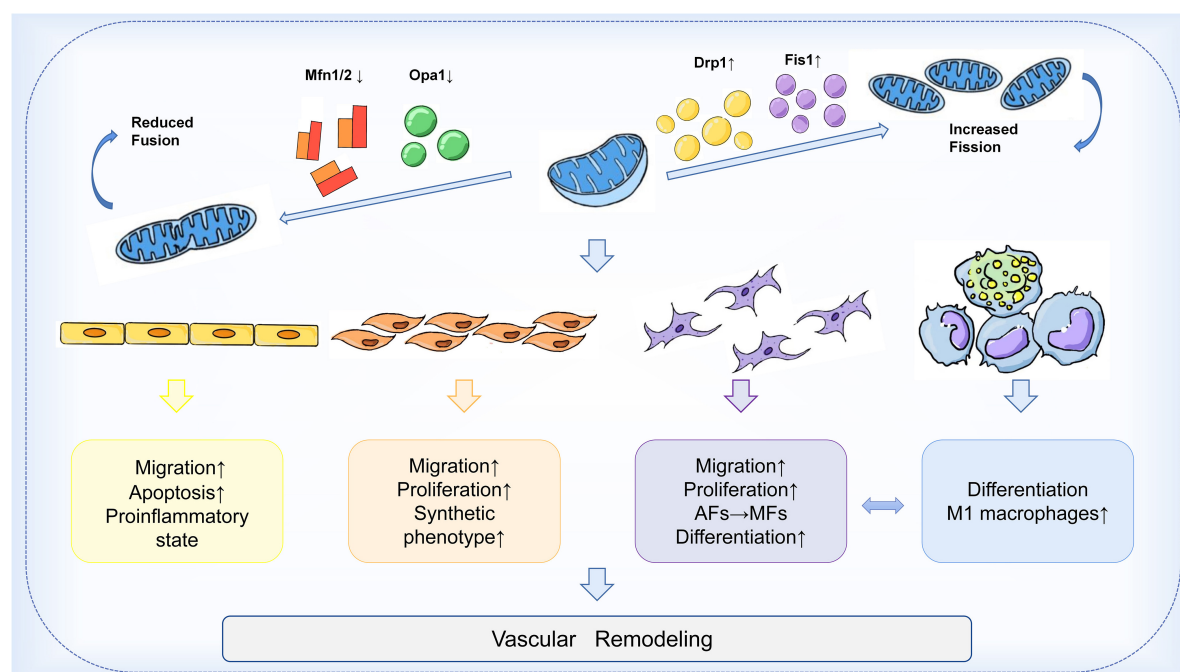 Mfn1/2 ↓
Opa1↓
Drp1↑
Fis1↑
Reduced
Fusion
Increased
Fission
Migration↑
Apoptosis↑
Proinflammatory
state
Migration↑
Proliferation↑
Synthetic
phenotype↑
Migration↑
Proliferation↑
AFs→MFs
Differentiation↑
Differentiation
M1 macrophages↑
Vascular Remodeling